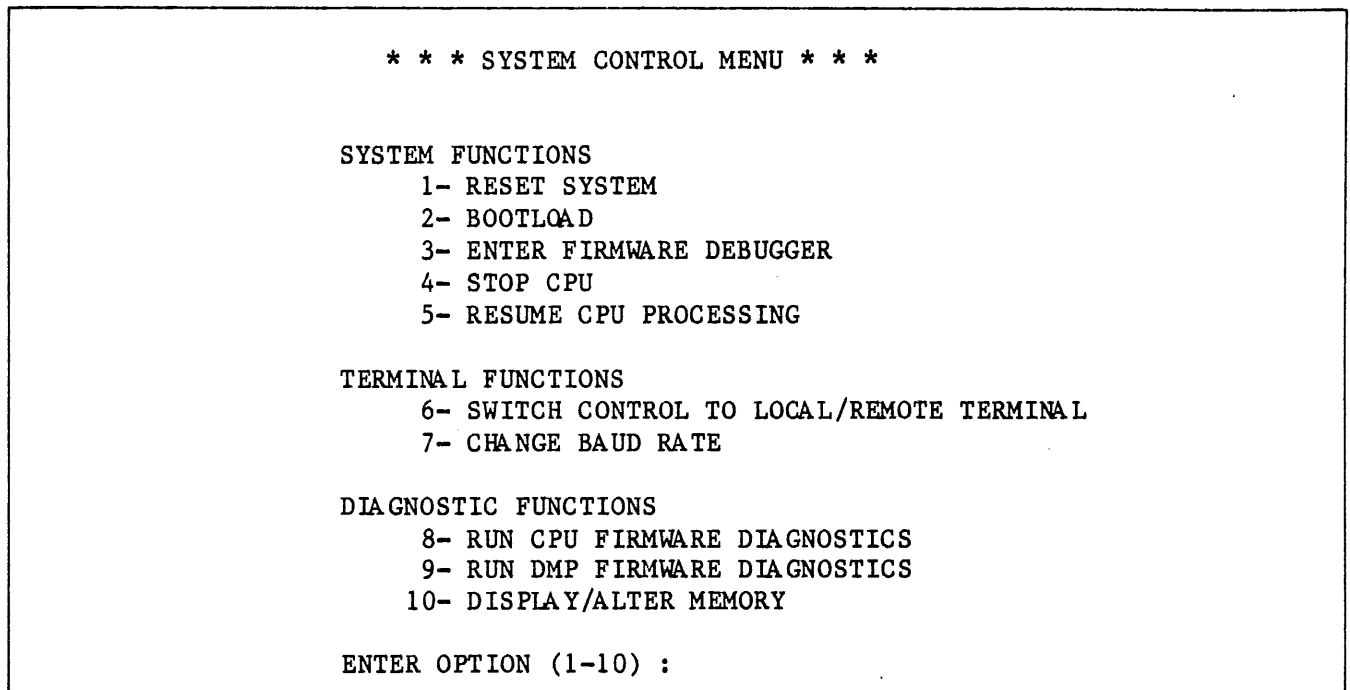 * * * SYSTEM CONTROL MENU * * *
SYSTEM FUNCTIONS
1- RESET SYSTEM
2- BOOTLOAD
3- ENTER FIRMWARE DEBUGGER
4- STOP CPU
5- RESUME CPU PROCESSING
TERMINAL FUNCTIONS
6- SWITCH CONTROL TO LOCAL/REMOTE TERMINAL
7- CHANGE BAUD RATE
DIAGNOSTIC FUNCTIONS
8- RUN CPU FIRMWARE DIAGNOSTICS
9- RUN DMP FIRMWARE DIAGNOSTICS
10- DISPLAY/ALTER MEMORY
ENTER OPTION (1-10) :